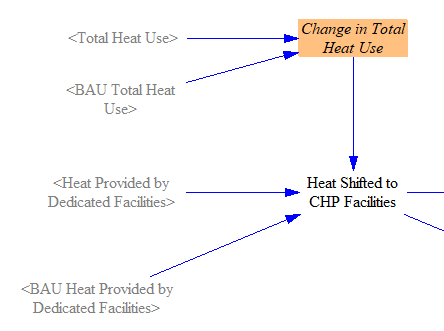 Change in Total
Heat Use
<Total Heat Use>
<BAU Total Heat
Use>
<Heat Provided by
Dedicated Facilities>
Heat Shifted to
CHP Facilities
<BAU Heat Provided by
Dedicated Facilities>